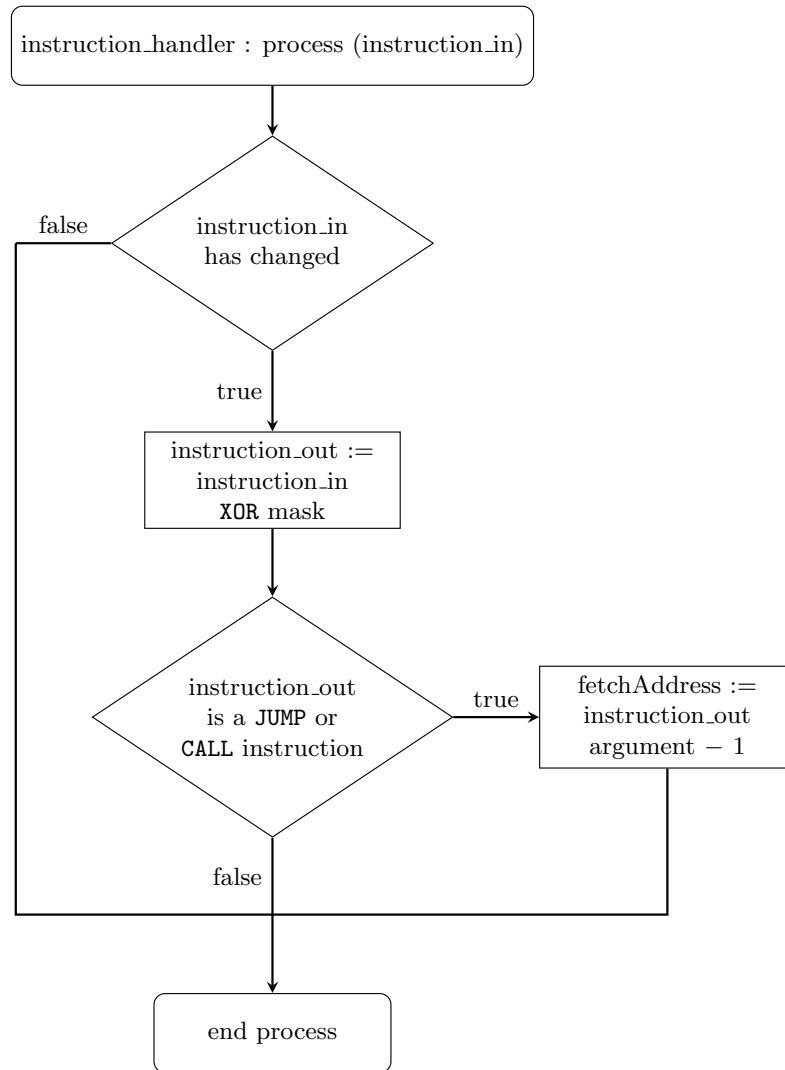 instruction_handler : process (instruction_in)
false
instruction_in
has changed
true
instruction_out :=
instruction_in
XOR mask
instruction_out
is a JUMP or
CALL instruction
true
fetchAddress :=
instruction_out
argument − 1
false
end process